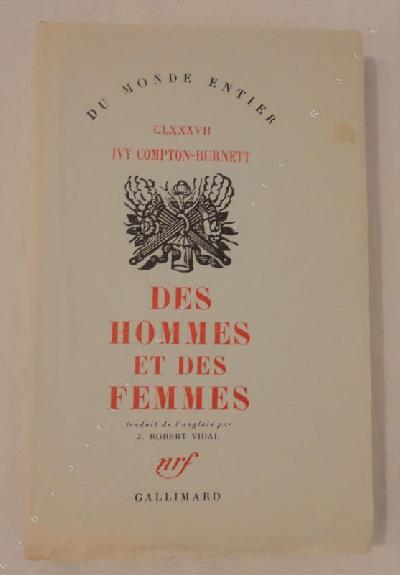 DU MONDE ENTIER
CLXXXVII
IVY COMPTON-BURNETT
DES
HOMMES
ET DES
FEMMES
traduit de l'anglais par
J. ROBERT VIDAL
nrf
GALLIMARD